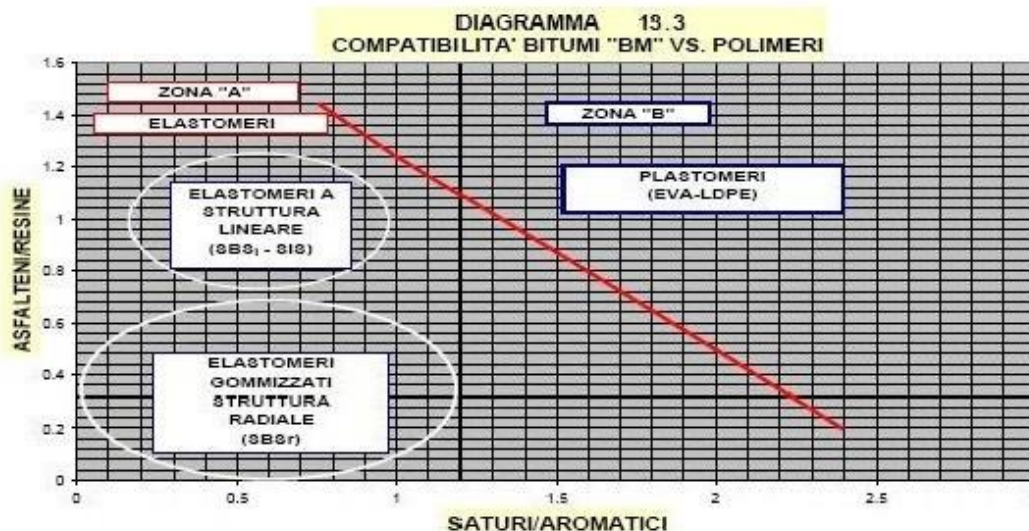 DIAGRAMMA 13.3
COMPATIBILITA' BITUMI "BM" VS. POLIMERI
1.6
1.4
1.2
1
0.8
0.6
0.4
0.2
0
ASFALTENI/RESINE
ZONA "A"
ELASTOMERI
ZONA "B"
ELASTOMERI A
STRUTTURA
LINEARE
(SBSl - SIS)
PLASTOMERI
(EVA-LDPE)
ELASTOMERI
GOMMIZZATI
STRUTTURA
RADIALE
(SBSr)
0
0.5
1
1.5
2
2.5
SATURI/AROMATICI